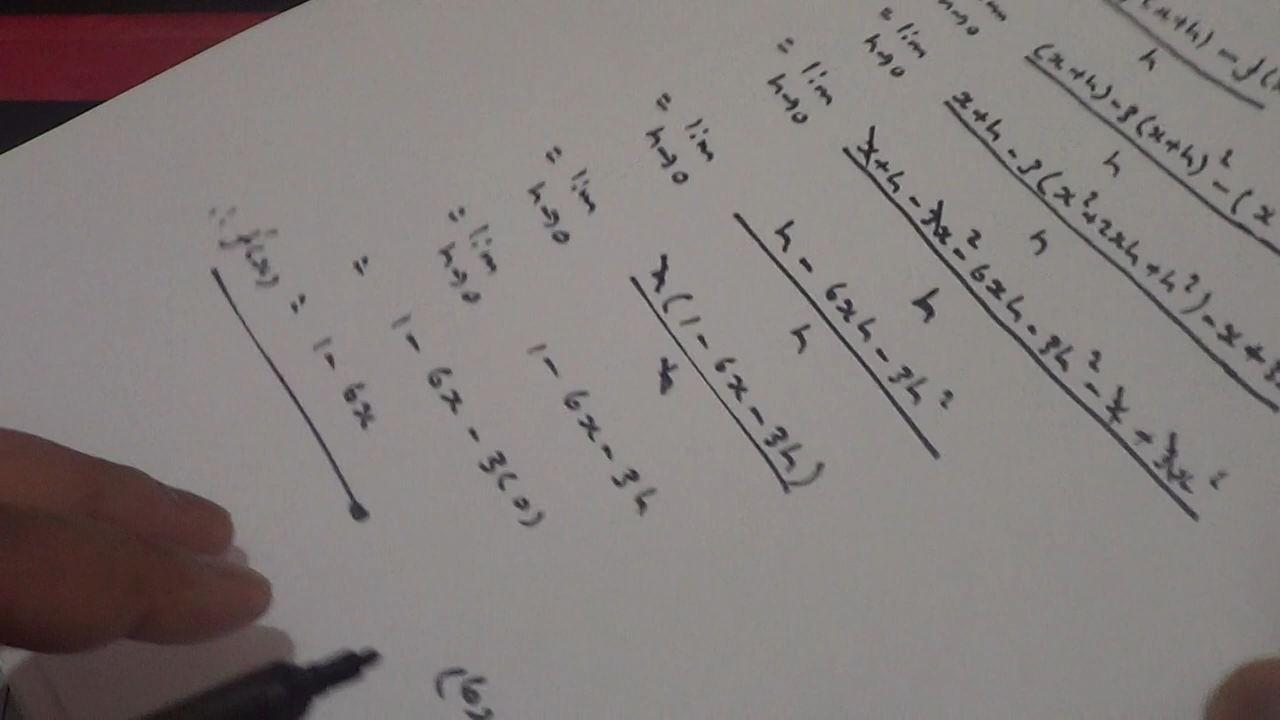 (x+h) - f(
h
lim (x+h) - 3(x+h)² - (x
h→0 h
= lim x+h - 3(x²+2xh+h²) - x + 3
h→0 h
= lim x+h - 3x² - 6xh - 3h² - x + 3x²
h→0 h
= lim h - 6xh - 3h²
h→0 h
= lim h(1 - 6x - 3h)
h→0 h
= lim 1 - 6x - 3h
h→0
= 1 - 6x - 3(0)
∴ f'(x) = 1 - 6x